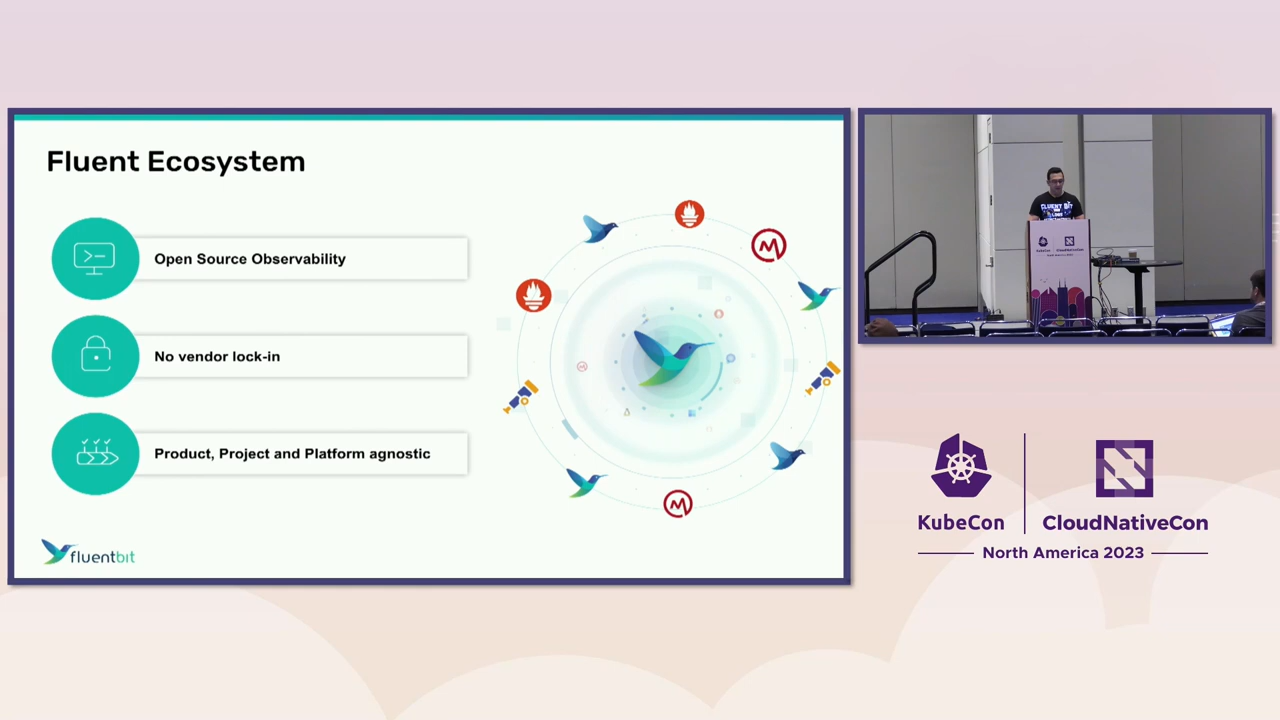 Fluent Ecosystem
Open Source Observability
No vendor lock-in
Product, Project and Platform agnostic
fluentbit
KubeCon
CloudNativeCon
North America 2023